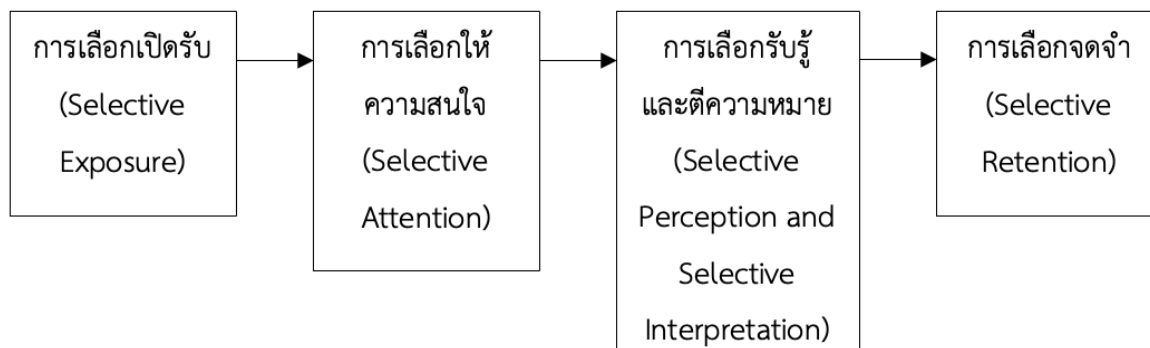 การเลือกเปิดรับ
(Selective
Exposure)
การเลือกให้
ความสนใจ
(Selective
Attention)
การเลือกรับรู้
และตีความหมาย
(Selective
Perception and
Selective
Interpretation)
การเลือกจดจำ
(Selective
Retention)